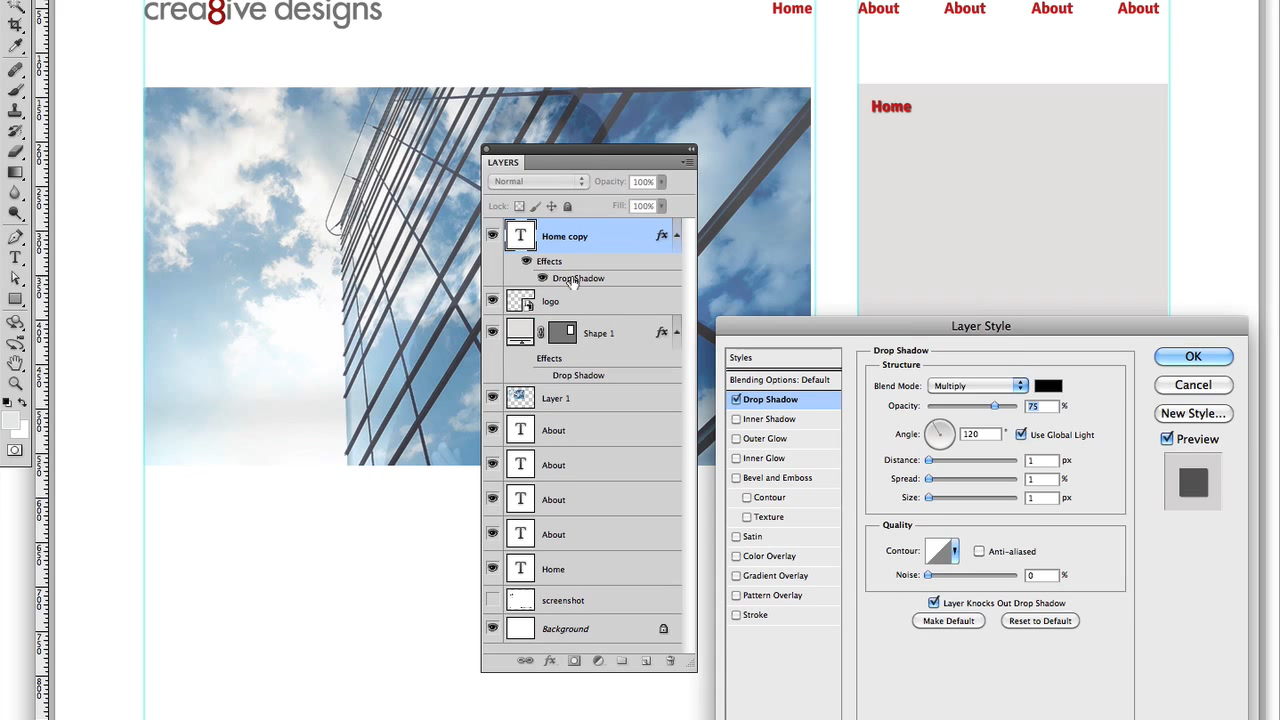 crea8ive designs
Home About About About About
Home
LAYERS
Normal Opacity: 100%
Lock: Fill: 100%
T Home copy fx
Effects
Drop Shadow
logo
Shape 1 fx
Effects
Drop Shadow
Layer 1
T About
T About
T About
T About
T Home
screenshot
Background
fx
Layer Style
Styles
Blending Options: Default
Drop Shadow
Inner Shadow
Outer Glow
Inner Glow
Bevel and Emboss
Contour
Texture
Satin
Color Overlay
Gradient Overlay
Pattern Overlay
Stroke
Drop Shadow
Structure
Blend Mode: Multiply
Opacity: 75 %
Angle: 120 ° Use Global Light
Distance: 1 px
Spread: 1 %
Size: 1 px
Quality
Contour: Anti-aliased
Noise: 0 %
Layer Knocks Out Drop Shadow
Make Default Reset to Default
OK
Cancel
New Style...
Preview